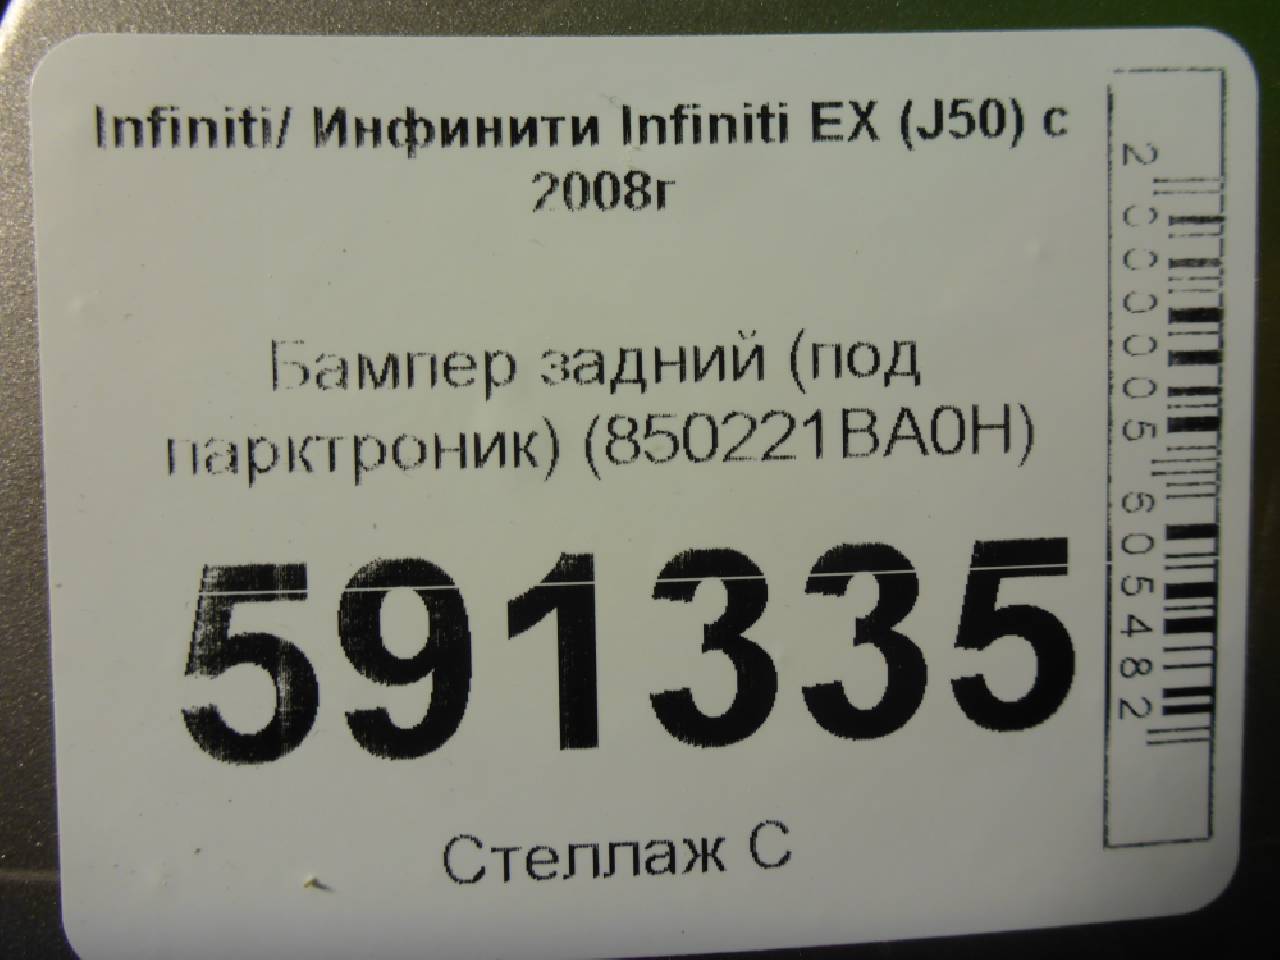 Infiniti/ Инфинити Infiniti EX (J50) с
2008г
Бампер задний (под
парктроник) (850221BA0H)
591335
Стеллаж С
2000005605482